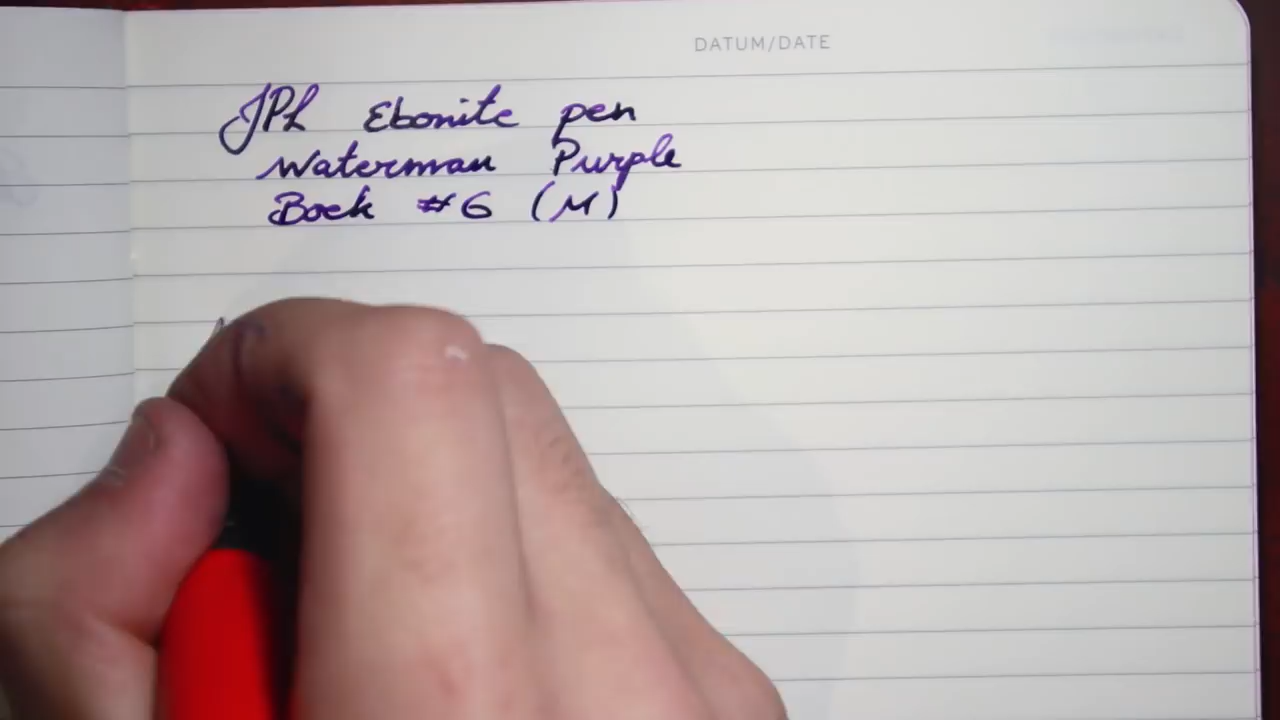 DATUM/DATE
JPL Ebonite pen
Waterman Purple
Bock #6 (M)